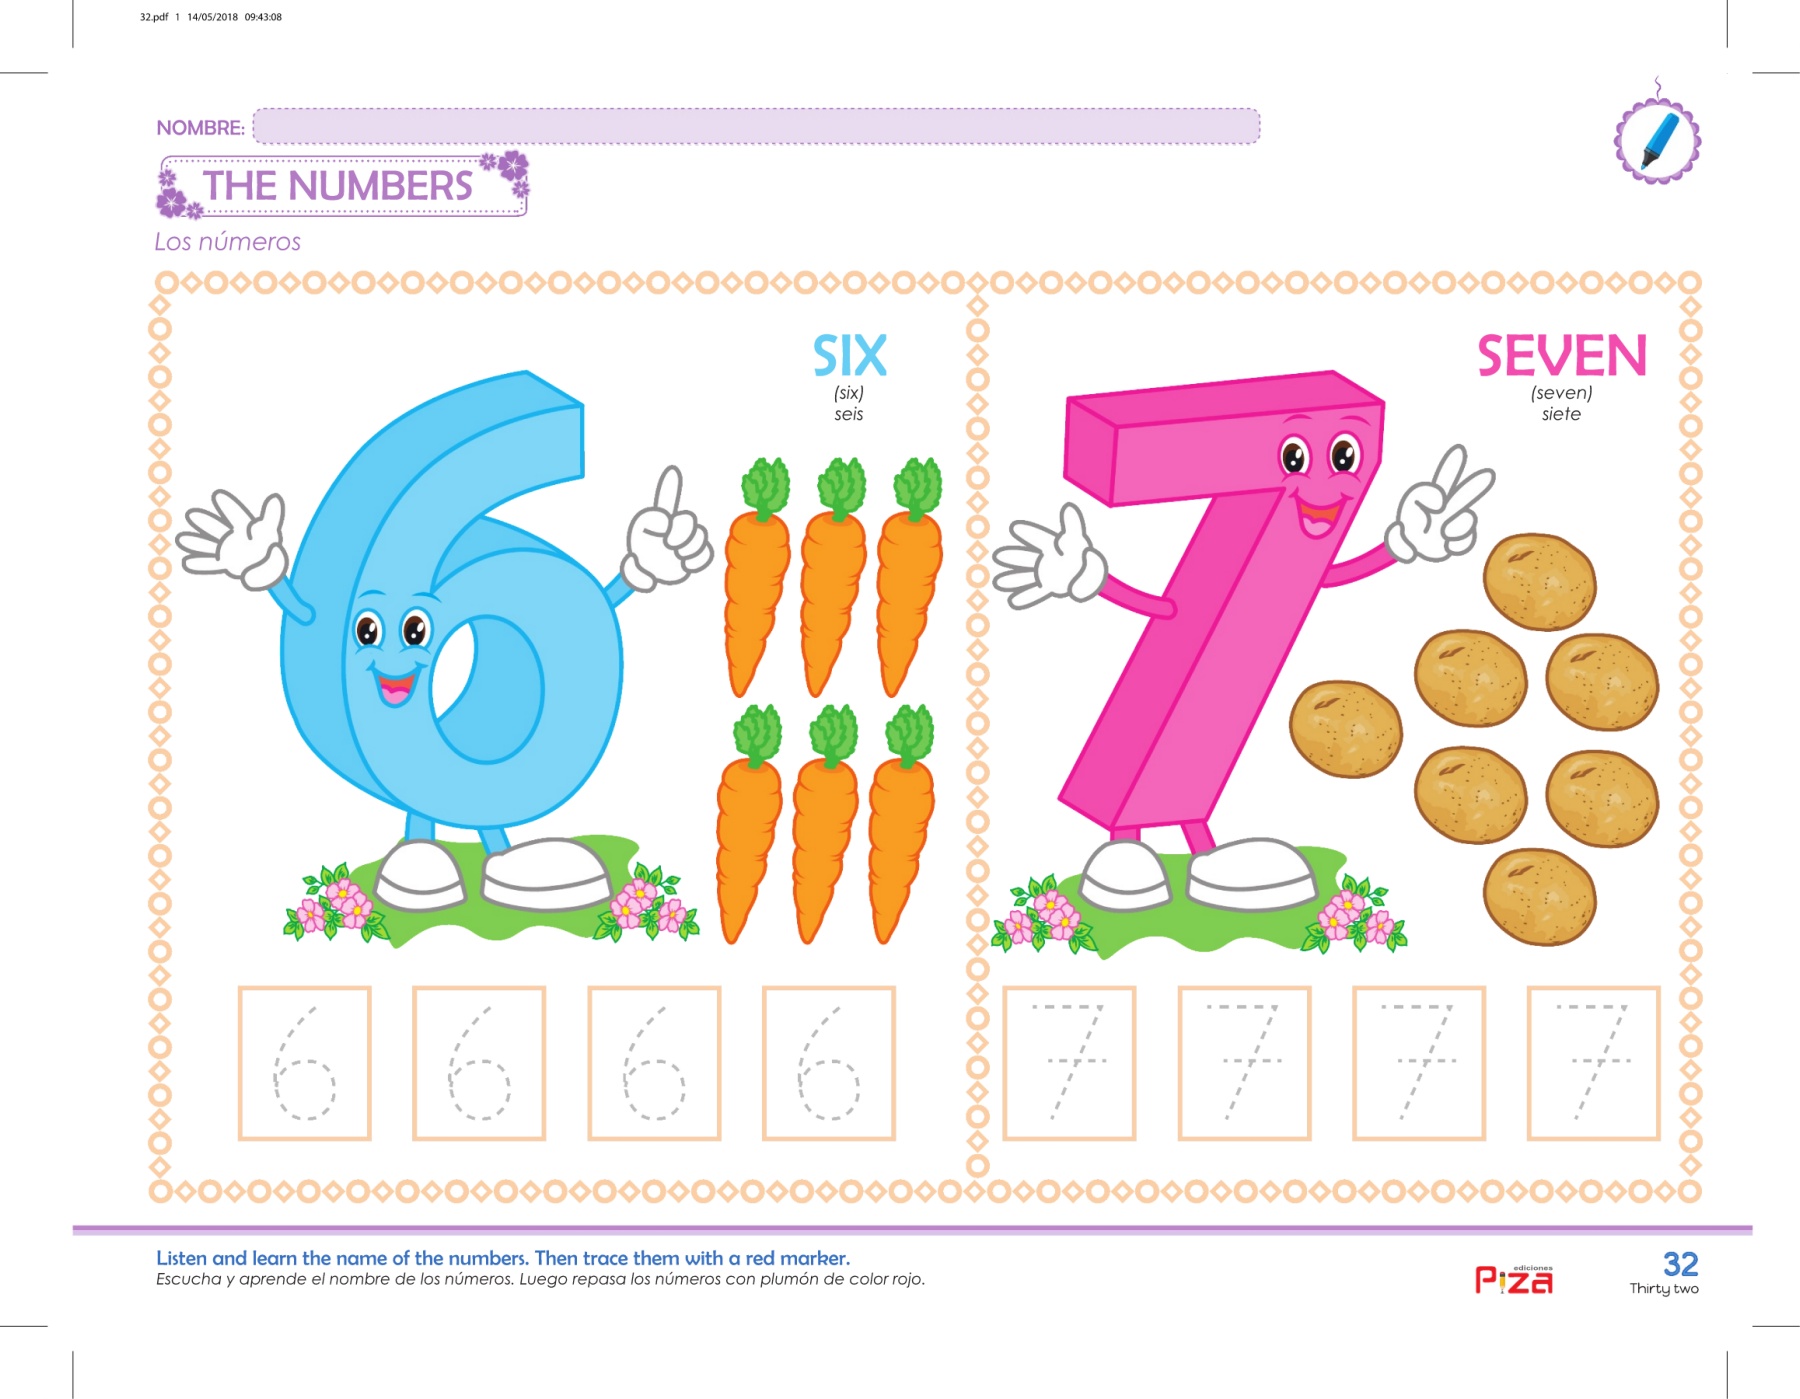 32.pdf 1 14/05/2018 09:43:08
NOMBRE:
THE NUMBERS
Los números
SIX
(six)
seis
SEVEN
(seven)
siete
6 6 6 6
7 7 7 7
Listen and learn the name of the numbers. Then trace them with a red marker.
Escucha y aprende el nombre de los números. Luego repasa los números con plumón de color rojo.
ediciones
Piza
32
Thirty two